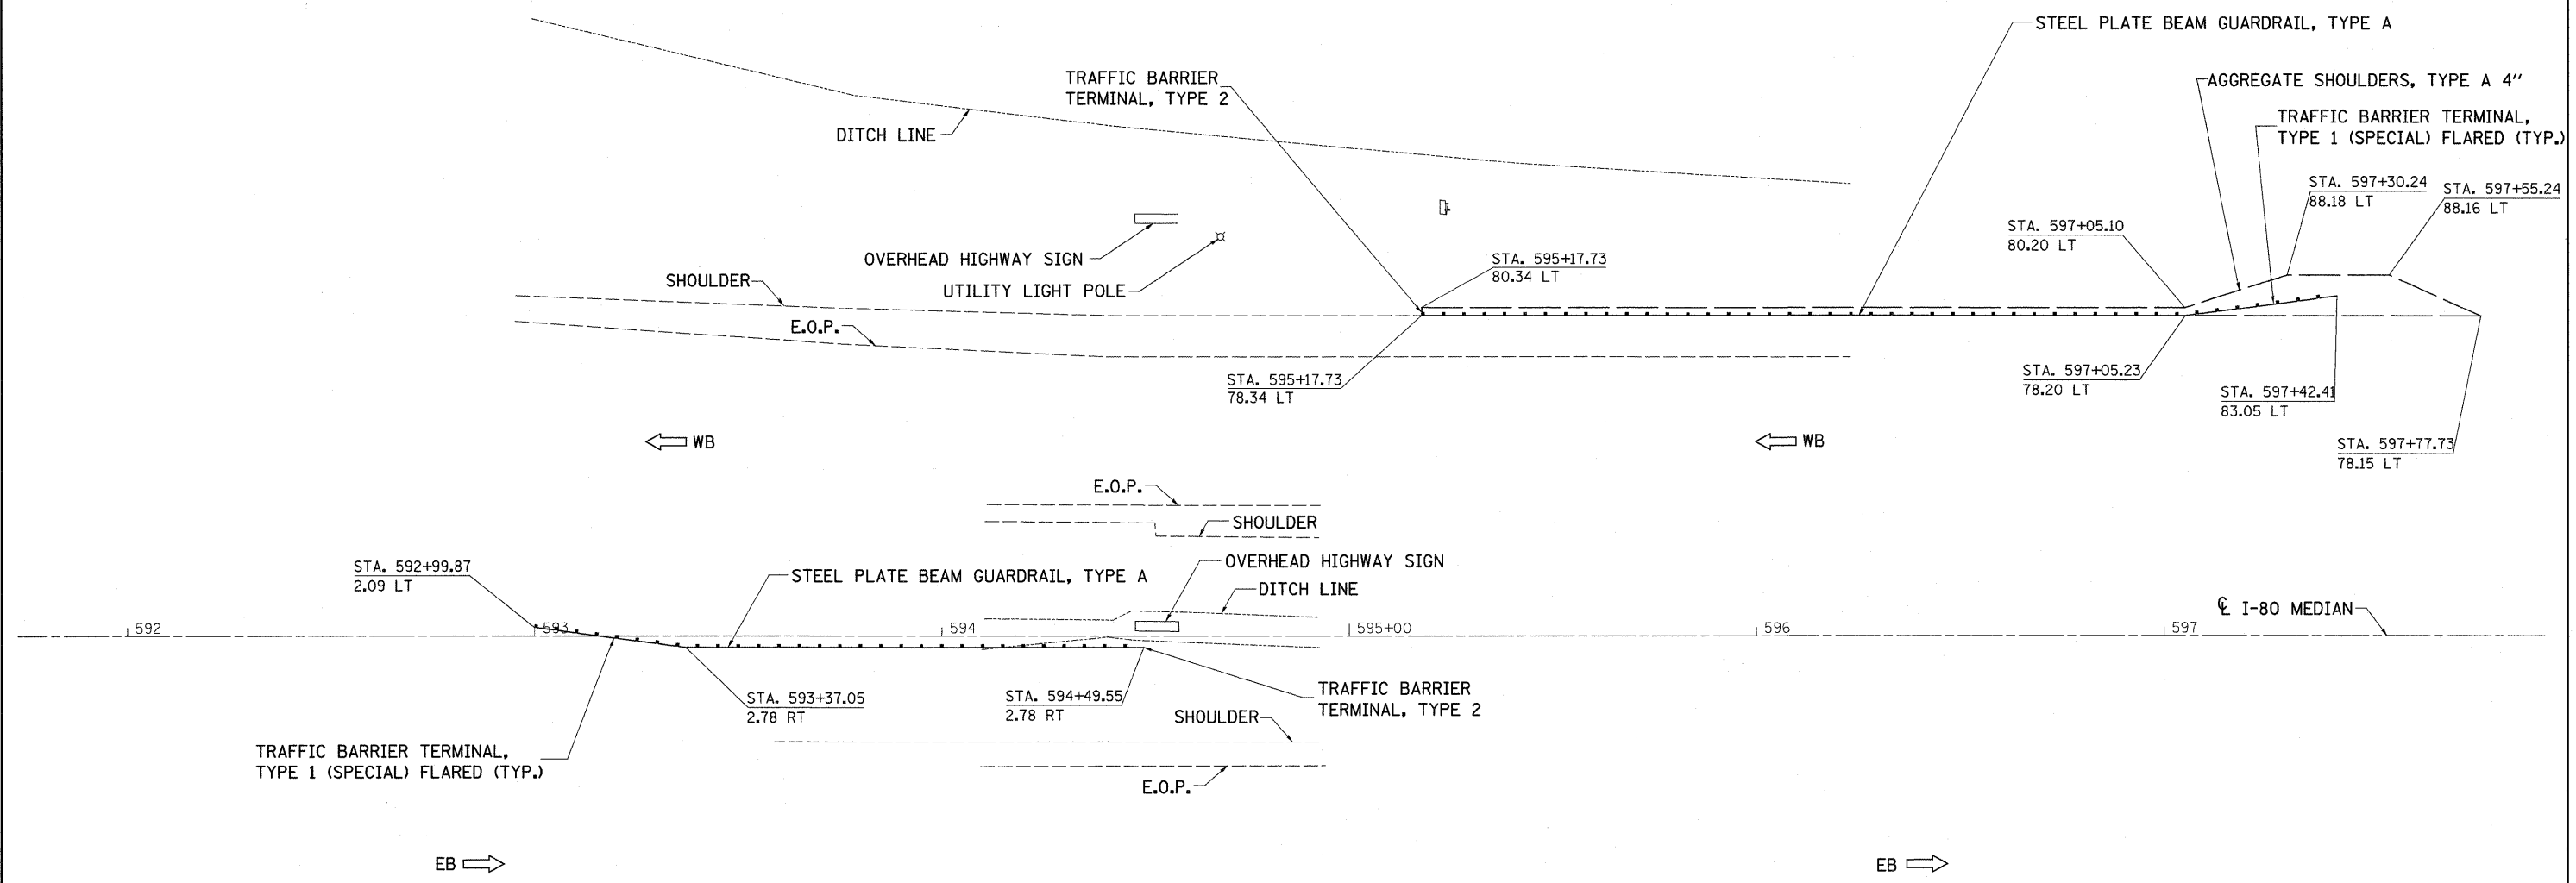 STEEL PLATE BEAM GUARDRAIL, TYPE A
TRAFFIC BARRIER
TERMINAL, TYPE 2
AGGREGATE SHOULDERS, TYPE A 4"
TRAFFIC BARRIER TERMINAL,
TYPE 1 (SPECIAL) FLARED (TYP.)
DITCH LINE
STA. 597+30.24
88.18 LT
STA. 597+55.24
88.16 LT
STA. 597+05.10
80.20 LT
OVERHEAD HIGHWAY SIGN
STA. 595+17.73
80.34 LT
SHOULDER
UTILITY LIGHT POLE
E.O.P.
STA. 595+17.73
78.34 LT
STA. 597+05.23
78.20 LT
STA. 597+42.41
83.05 LT
STA. 597+77.73
78.15 LT
WB
WB
E.O.P.
SHOULDER
STA. 592+99.87
2.09 LT
STEEL PLATE BEAM GUARDRAIL, TYPE A
OVERHEAD HIGHWAY SIGN
DITCH LINE
℄ I-80 MEDIAN
592
593
594
595+00
596
597
STA. 593+37.05
2.78 RT
STA. 594+49.55
2.78 RT
TRAFFIC BARRIER
TERMINAL, TYPE 2
SHOULDER
TRAFFIC BARRIER TERMINAL,
TYPE 1 (SPECIAL) FLARED (TYP.)
E.O.P.
EB
EB